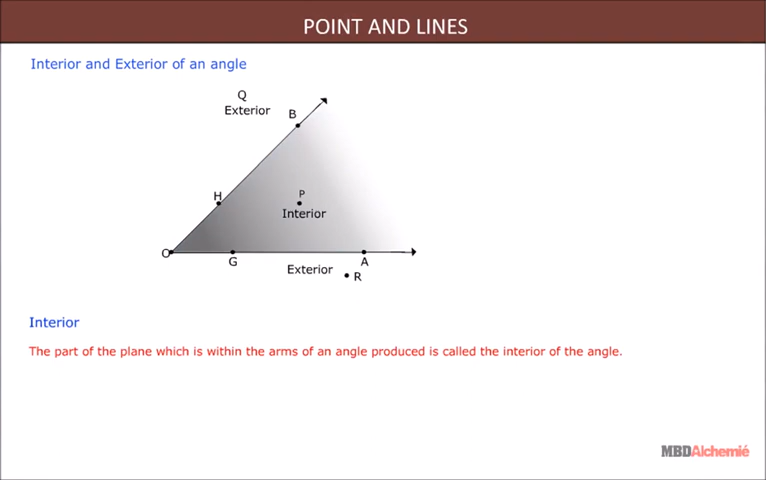 POINT AND LINES
Interior and Exterior of an angle
Q
Exterior
B
H
P
Interior
O
G
A
Exterior
R
Interior
The part of the plane which is within the arms of an angle produced is called the interior of the angle.
MBDAlchemié